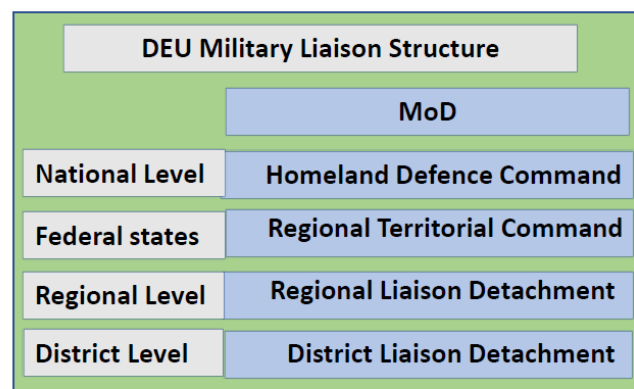 DEU Military Liaison Structure
MoD
National Level Homeland Defence Command
Federal states Regional Territorial Command
Regional Level Regional Liaison Detachment
District Level District Liaison Detachment